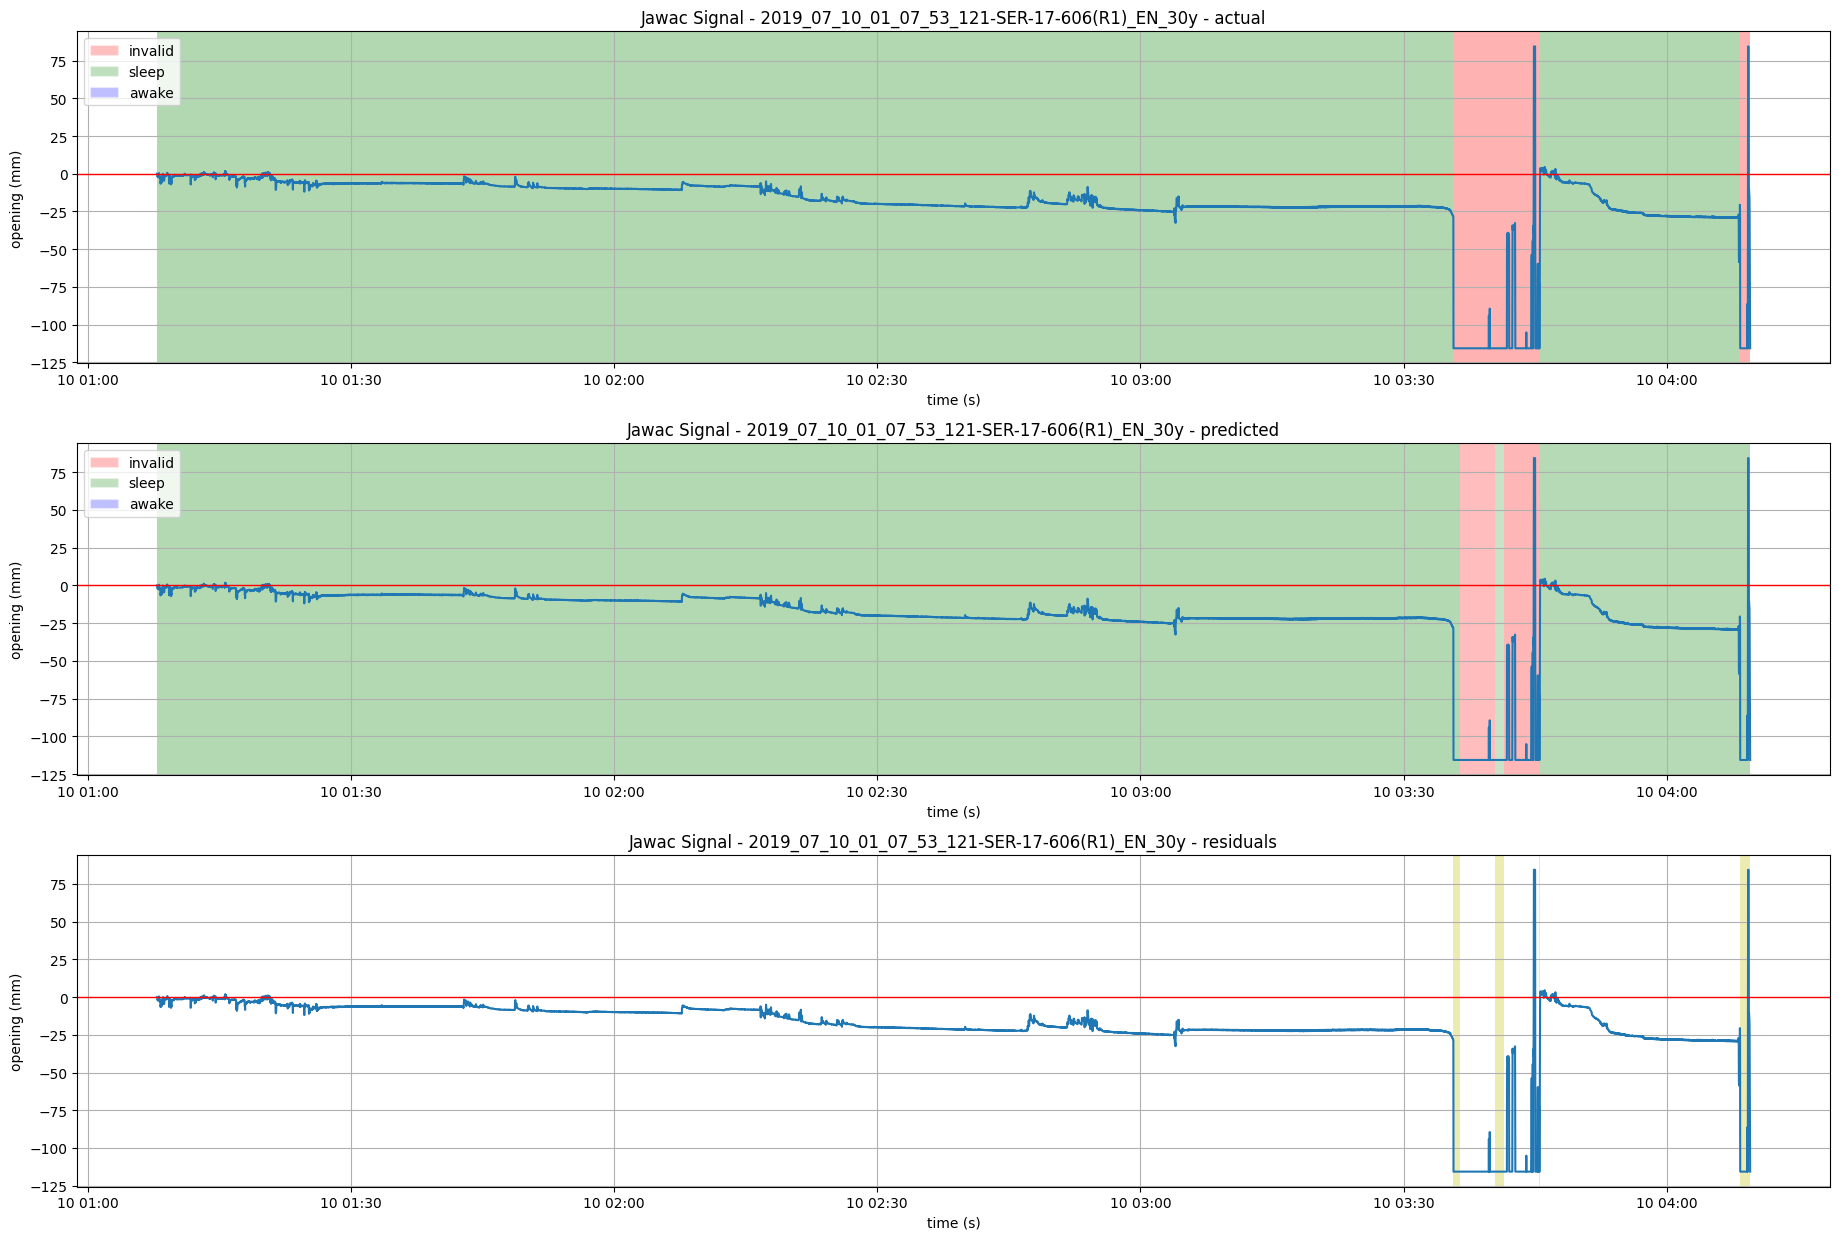 Jawac Signal - 2019_07_10_01_07_53_121-SER-17-606(R1)_EN_30y - actual
invalid
sleep
awake
opening (mm)
75
50
25
0
−25
−50
−75
−100
−125
10 01:00 10 01:30 10 02:00 10 02:30 10 03:00 10 03:30 10 04:00
time (s)
Jawac Signal - 2019_07_10_01_07_53_121-SER-17-606(R1)_EN_30y - predicted
invalid
sleep
awake
opening (mm)
75
50
25
0
−25
−50
−75
−100
−125
10 01:00 10 01:30 10 02:00 10 02:30 10 03:00 10 03:30 10 04:00
time (s)
Jawac Signal - 2019_07_10_01_07_53_121-SER-17-606(R1)_EN_30y - residuals
opening (mm)
75
50
25
0
−25
−50
−75
−100
−125
10 01:00 10 01:30 10 02:00 10 02:30 10 03:00 10 03:30 10 04:00
time (s)